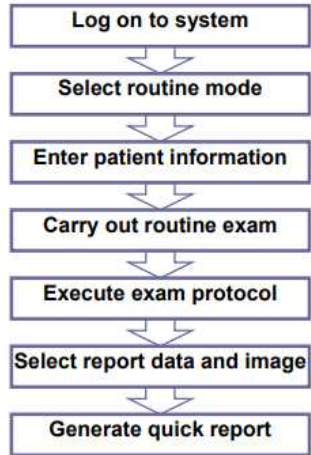 Log on to system
Select routine mode
Enter patient information
Carry out routine exam
Execute exam protocol
Select report data and image
Generate quick report